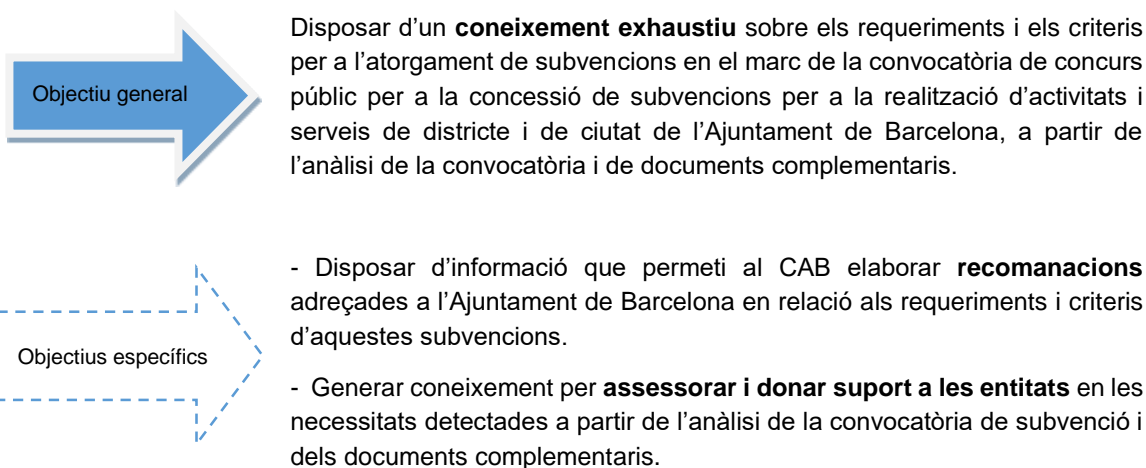 Objectiu general
Disposar d’un coneixement exhaustiu sobre els requeriments i els criteris
per a l’atorgament de subvencions en el marc de la convocatòria de concurs
públic per a la concessió de subvencions per a la realització d’activitats i
serveis de districte i de ciutat de l’Ajuntament de Barcelona, a partir de
l’anàlisi de la convocatòria i de documents complementaris.
Objectius específics
- Disposar d’informació que permeti al CAB elaborar recomanacions
adreçades a l’Ajuntament de Barcelona en relació als requeriments i criteris
d’aquestes subvencions.
- Generar coneixement per assessorar i donar suport a les entitats en les
necessitats detectades a partir de l’anàlisi de la convocatòria de subvenció i
dels documents complementaris.